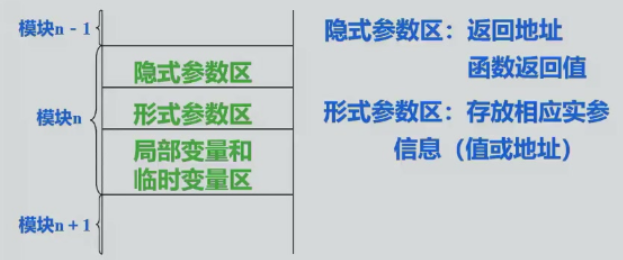 模块n - 1
隐式参数区
形式参数区
模块n
局部变量和
临时变量区
模块n + 1
隐式参数区：返回地址
函数返回值
形式参数区：存放相应实参
信息（值或地址）